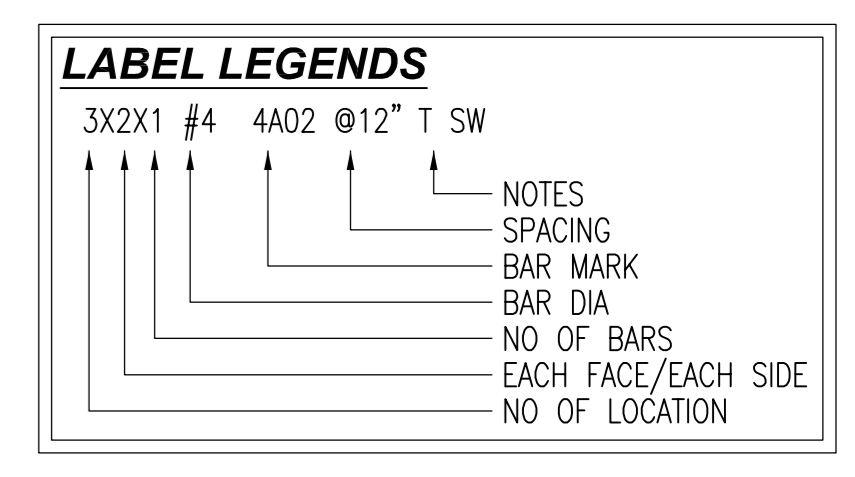 LABEL LEGENDS
3X2X1 #4 4A02 @12" T SW
NOTES
SPACING
BAR MARK
BAR DIA
NO OF BARS
EACH FACE/EACH SIDE
NO OF LOCATION